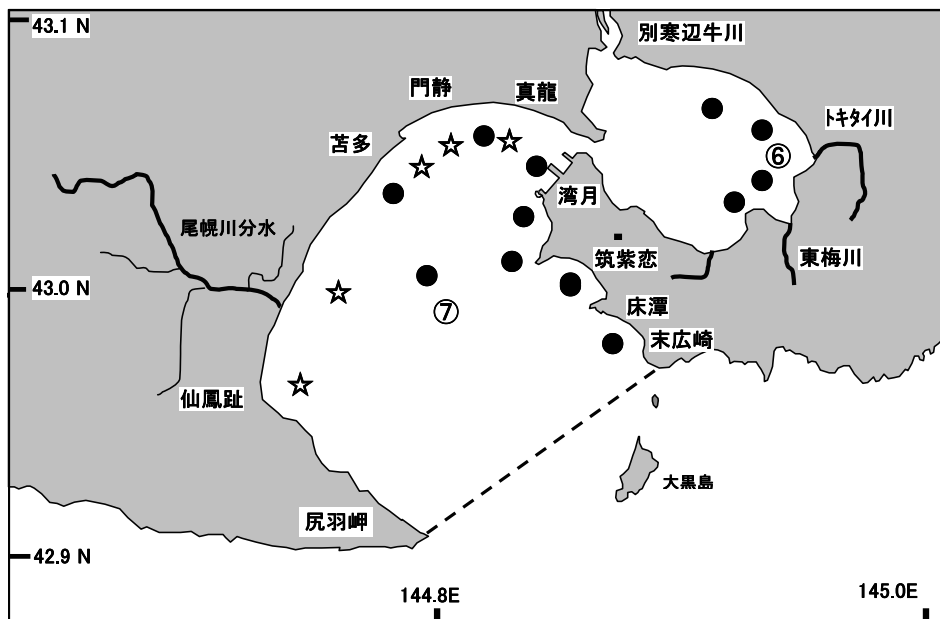 43.1 N
別寒辺牛川
門静
真龍
ﾄｷﾀｲ川
苫多
⑥
湾月
尾幌川分水
筑紫恋
東梅川
43.0 N
⑦
床潭
末広崎
仙鳳趾
大黒島
尻羽岬
42.9 N
144.8E
145.0E